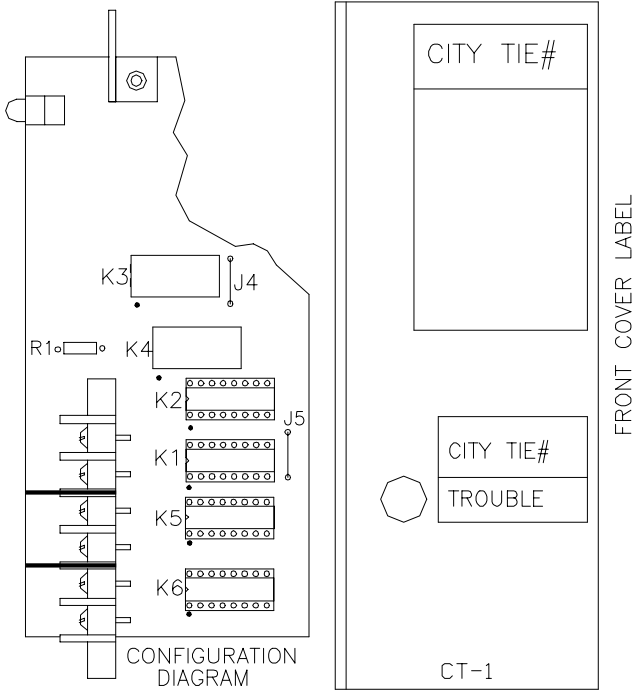 K3
J4
R1
K4
K2
J5
K1
K5
K6
CONFIGURATION
DIAGRAM
CITY TIE#
CITY TIE#
TROUBLE
CT-1
FRONT COVER LABEL